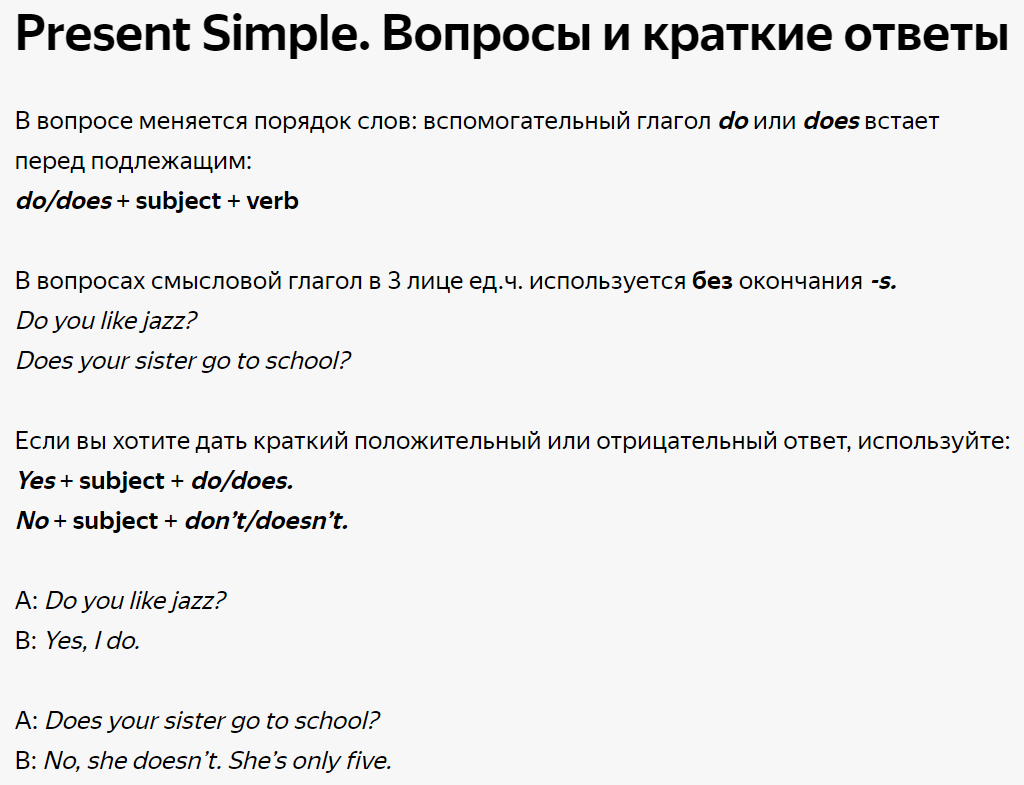 Present Simple. Вопросы и краткие ответы
В вопросе меняется порядок слов: вспомогательный глагол do или does встает
перед подлежащим:
do/does + subject + verb
В вопросах смысловой глагол в 3 лице ед.ч. используется без окончания -s.
Do you like jazz?
Does your sister go to school?
Если вы хотите дать краткий положительный или отрицательный ответ, используйте:
Yes + subject + do/does.
No + subject + don’t/doesn’t.
A: Do you like jazz?
B: Yes, I do.
A: Does your sister go to school?
B: No, she doesn’t. She’s only five.